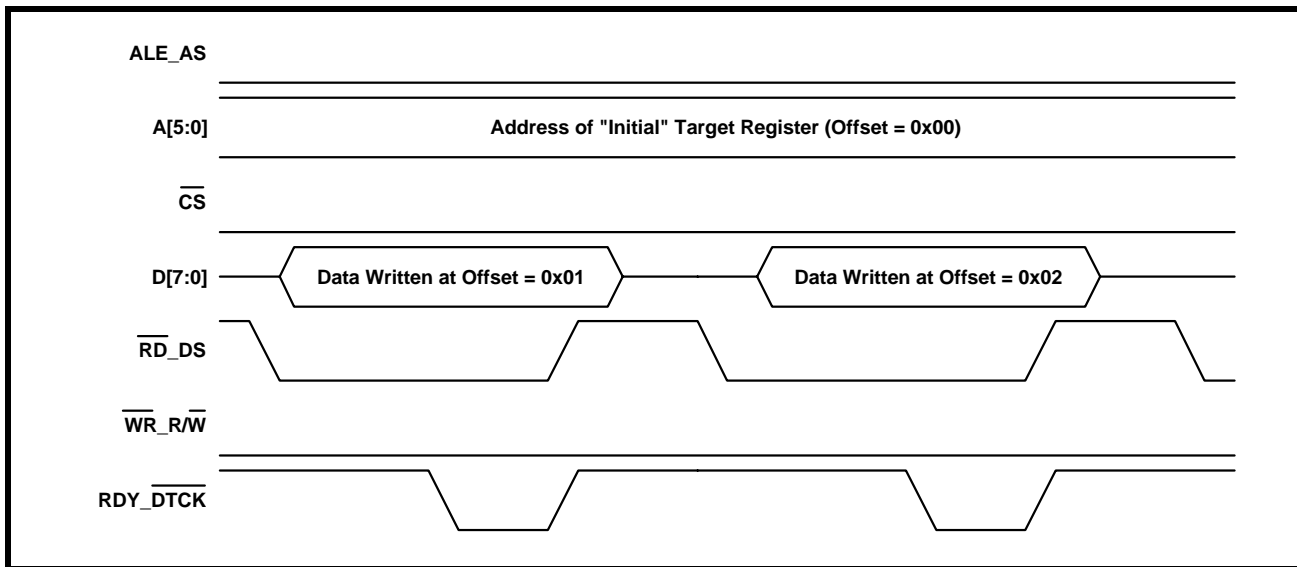 ALE_AS
A[5:0] Address of "Initial" Target Register (Offset = 0x00)
CS
D[7:0] Data Written at Offset = 0x01 Data Written at Offset = 0x02
RD_DS
WR_R/W
RDY_DTCK